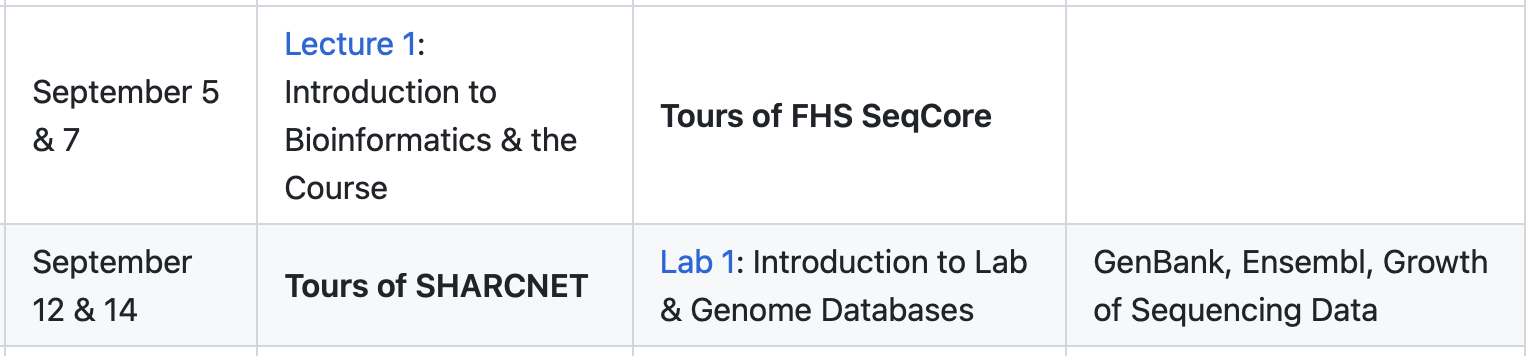 September 5
& 7
Lecture 1:
Introduction to
Bioinformatics & the
Course
Tours of FHS SeqCore
September
12 & 14
Tours of SHARCNET
Lab 1: Introduction to Lab
& Genome Databases
GenBank, Ensembl, Growth
of Sequencing Data